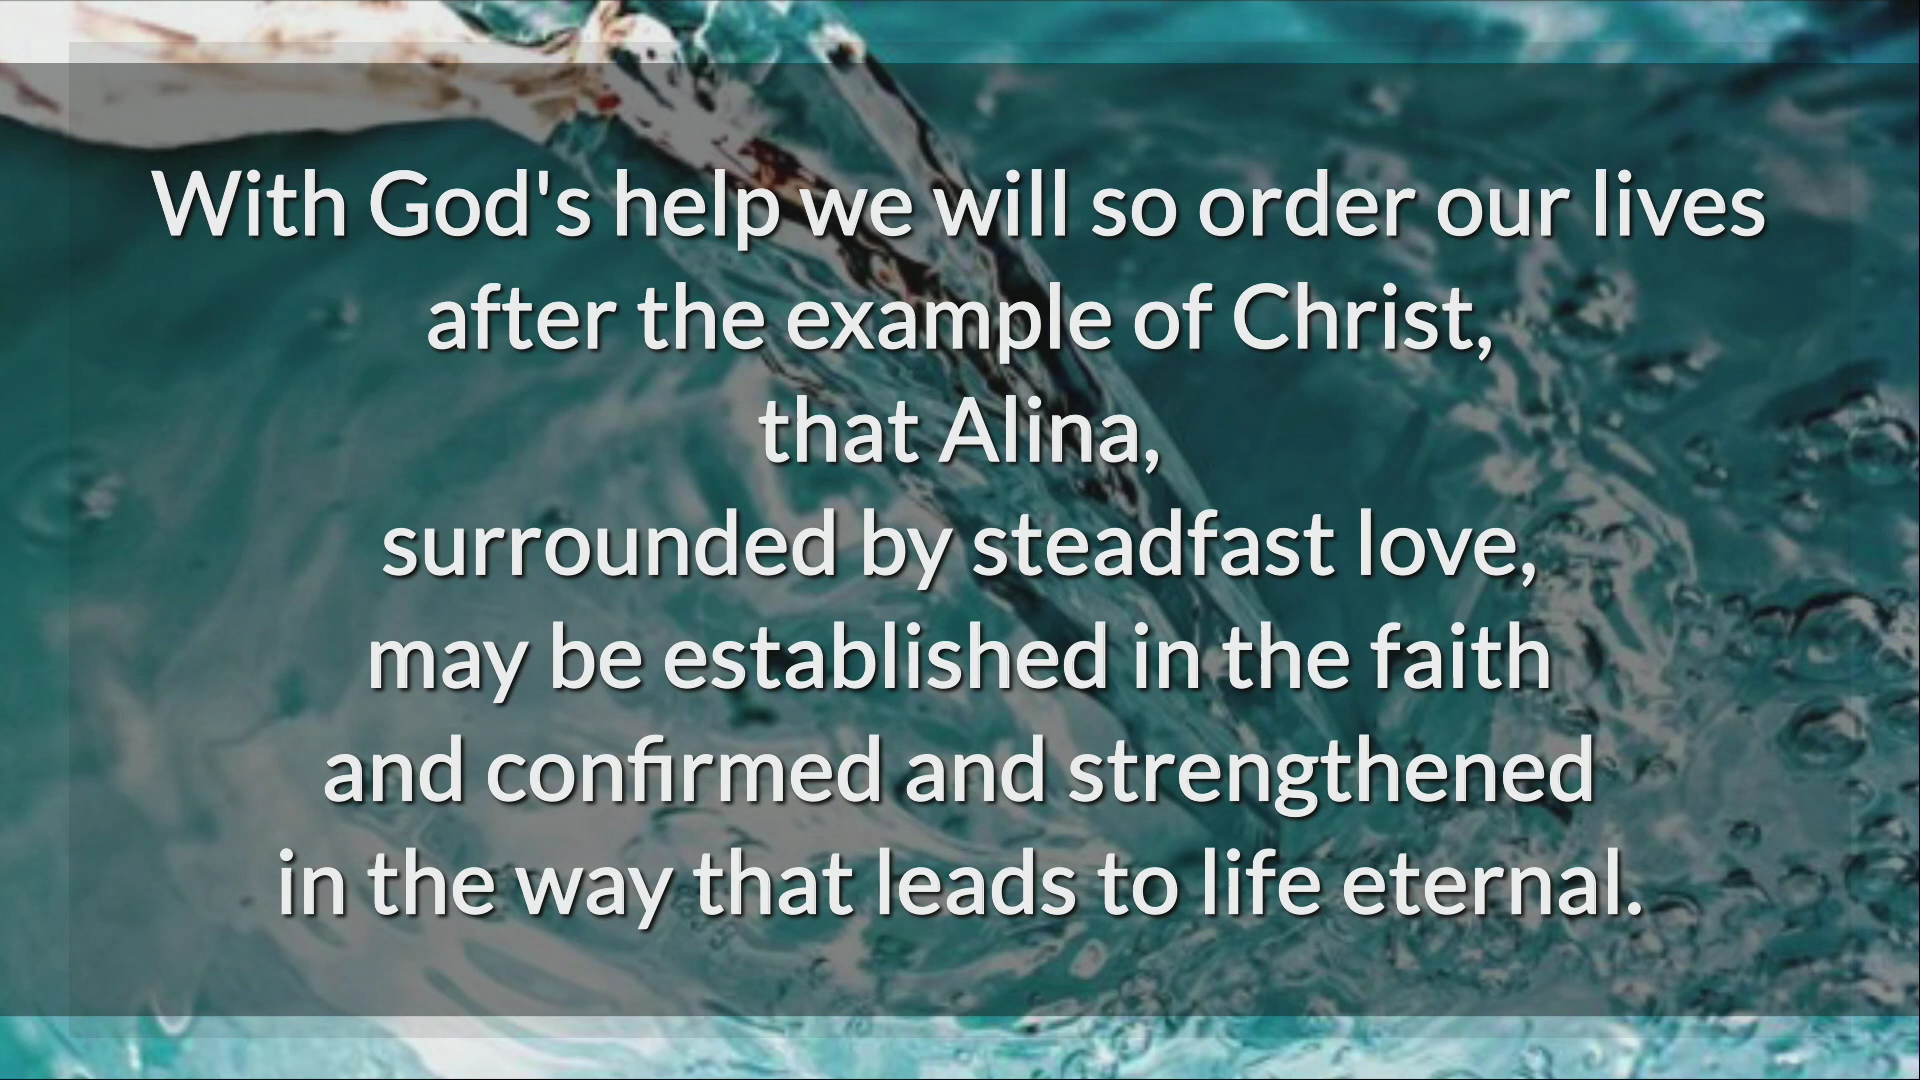 With God's help we will so order our lives
after the example of Christ,
that Alina,
surrounded by steadfast love,
may be established in the faith
and confirmed and strengthened
in the way that leads to life eternal.